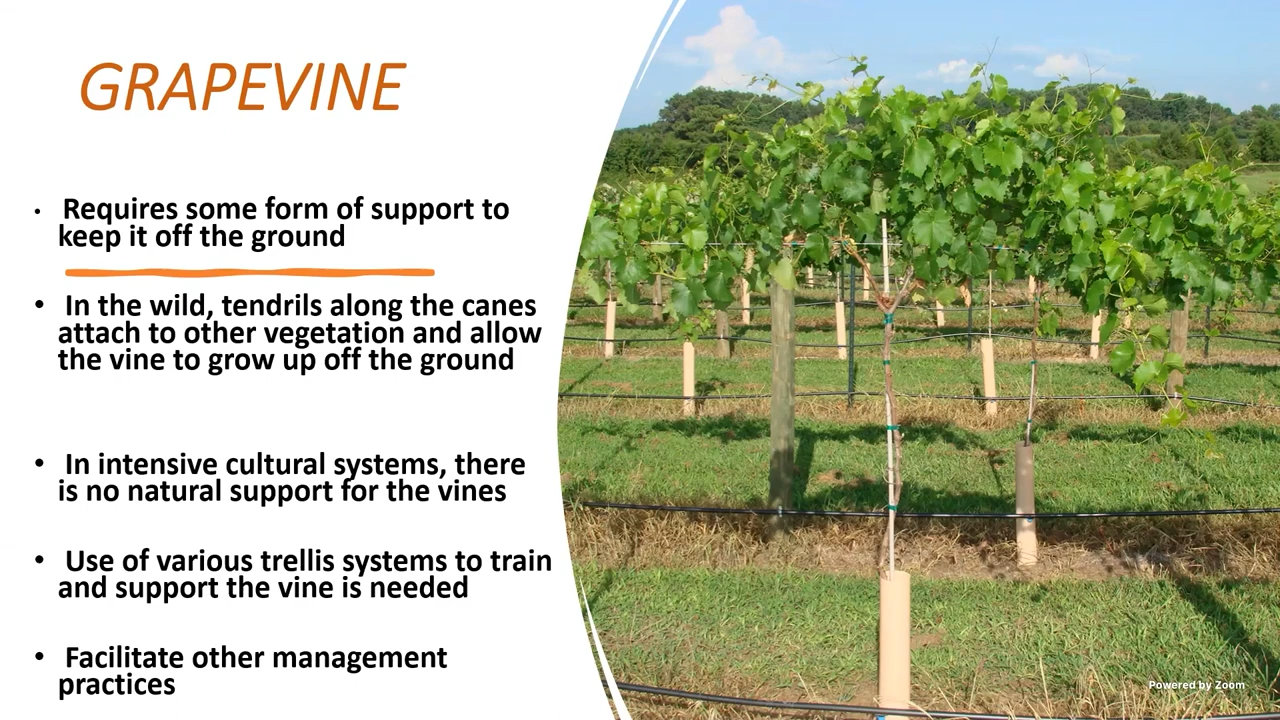 GRAPEVINE
• Requires some form of support to
keep it off the ground
• In the wild, tendrils along the canes
attach to other vegetation and allow
the vine to grow up off the ground
• In intensive cultural systems, there
is no natural support for the vines
• Use of various trellis systems to train
and support the vine is needed
• Facilitate other management
practices
Powered by Zoom